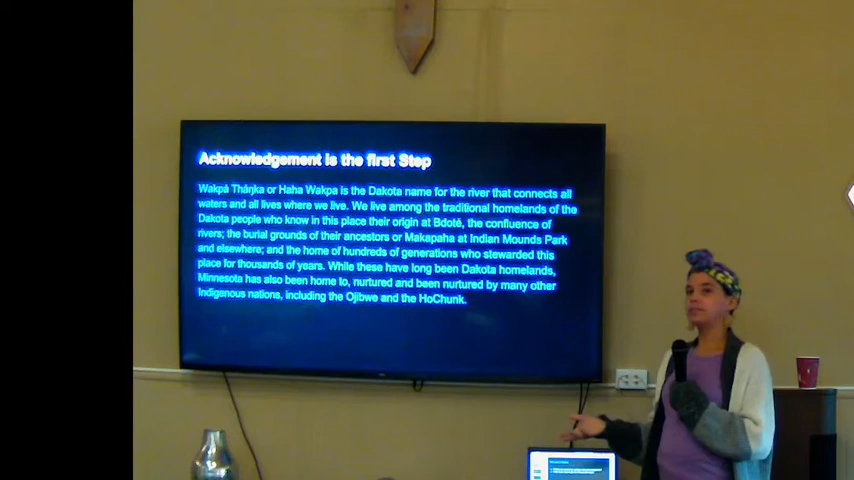 Acknowledgement is the first Step
Wakpá Tháŋka or Haha Wakpa is the Dakota name for the river that connects all
waters and all lives where we live. We live among the traditional homelands of the
Dakota people who know in this place their origin at Bdoté, the confluence of
rivers; the burial grounds of their ancestors or Makapaha at Indian Mounds Park
and elsewhere; and the home of hundreds of generations who stewarded this
place for thousands of years. While these have long been Dakota homelands,
Minnesota has also been home to, nurtured and been nurtured by many other
Indigenous nations, including the Ojibwe and the HoChunk.